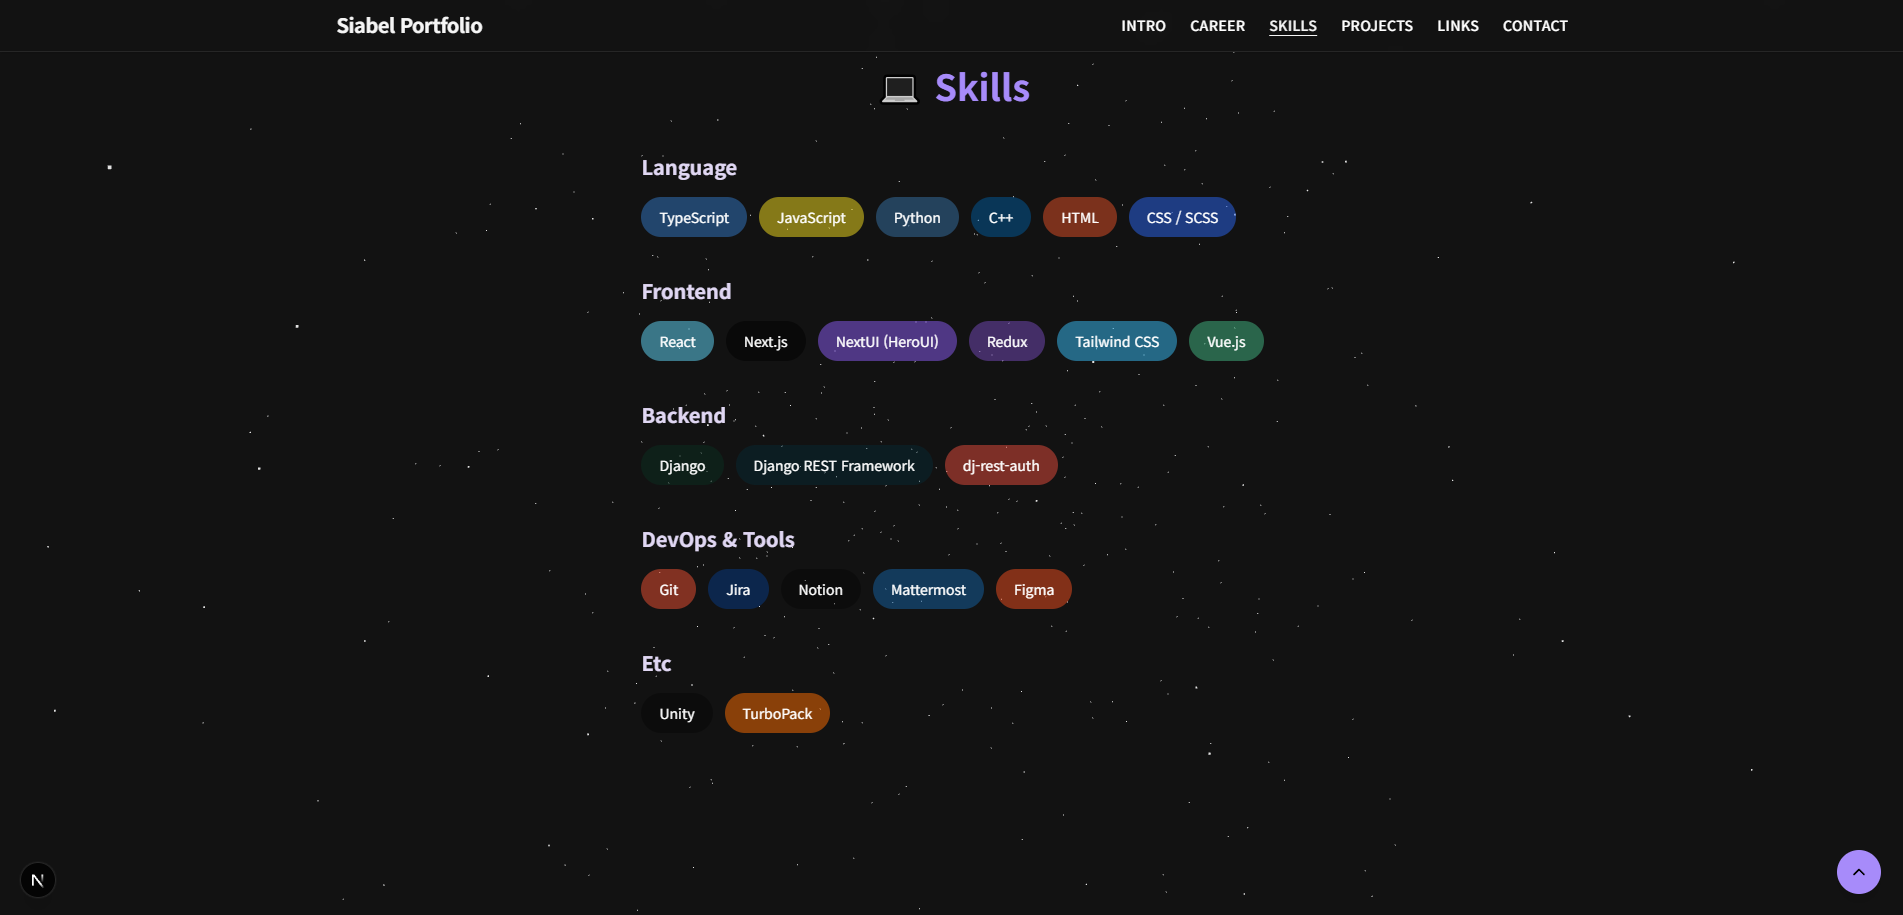 Siabel Portfolio
INTRO CAREER SKILLS PROJECTS LINKS CONTACT
Skills
Language
TypeScript JavaScript Python C++ HTML CSS / SCSS
Frontend
React Next.js NextUI (HeroUI) Redux Tailwind CSS Vue.js
Backend
Django Django REST Framework dj-rest-auth
DevOps & Tools
Git Jira Notion Mattermost Figma
Etc
Unity TurboPack
N